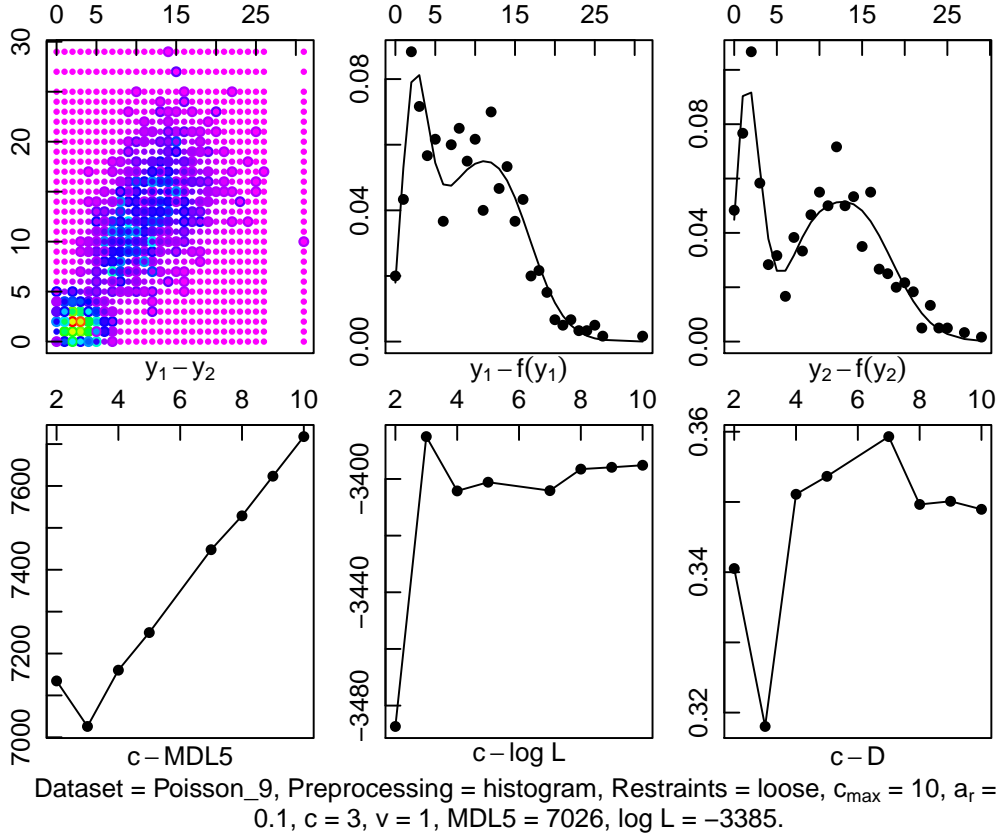 0 5 15 25
0 5 15 25
0 5 15 25
30
20
10
5
0
0.08
0.04
0.00
0.08
0.04
0.00
y₁ − y₂
y₁ − f(y₁)
y₂ − f(y₂)
2 4 6 8 10
2 4 6 8 10
2 4 6 8 10
7600
7400
7200
7000
−3400
−3440
−3480
0.36
0.34
0.32
c − MDL5
c − log L
c − D
Dataset = Poisson_9, Preprocessing = histogram, Restraints = loose, cₘₐₓ = 10, aᵣ =
0.1, c = 3, v = 1, MDL5 = 7026, log L = −3385.